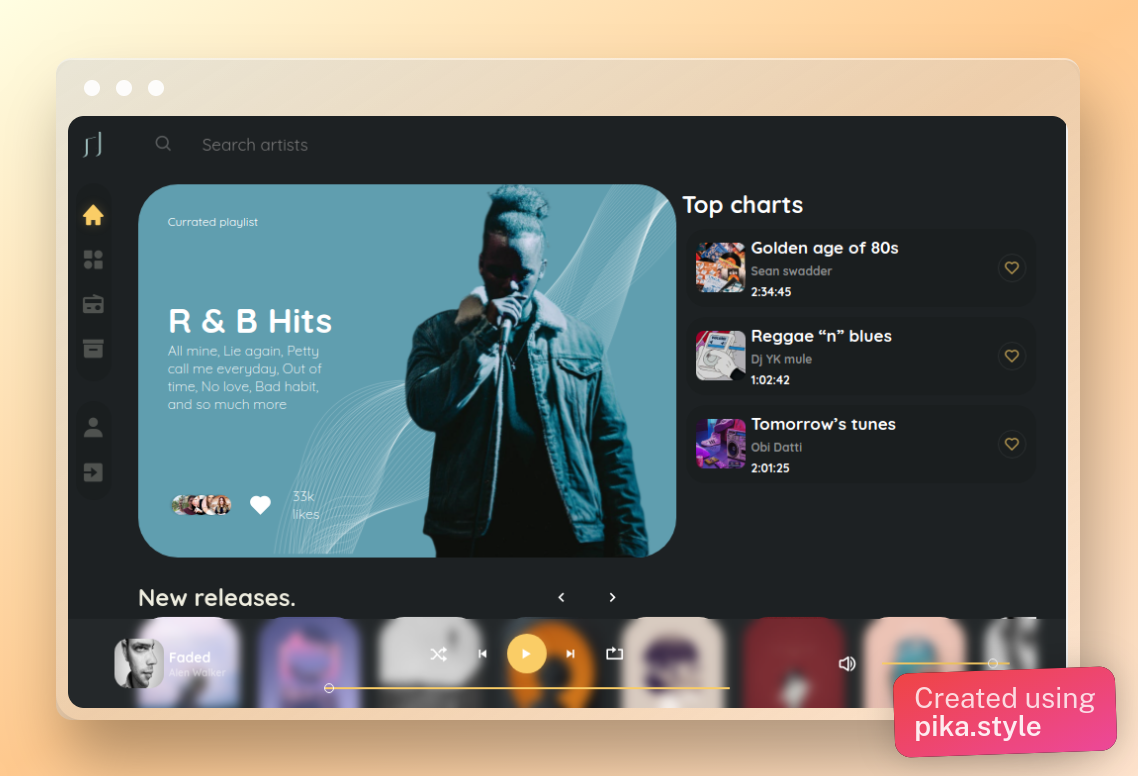 Search artists
Currated playlist
R & B Hits
All mine, Lie again, Petty
call me everyday, Out of
time, No love, Bad habit,
and so much more
33k
likes
Top charts
Golden age of 80s
Sean swadder
2:34:45
Reggae “n” blues
Dj YK mule
1:02:42
Tomorrow’s tunes
Obi Datti
2:01:25
New releases.
Faded
Alen Walker
Created using
pika.style